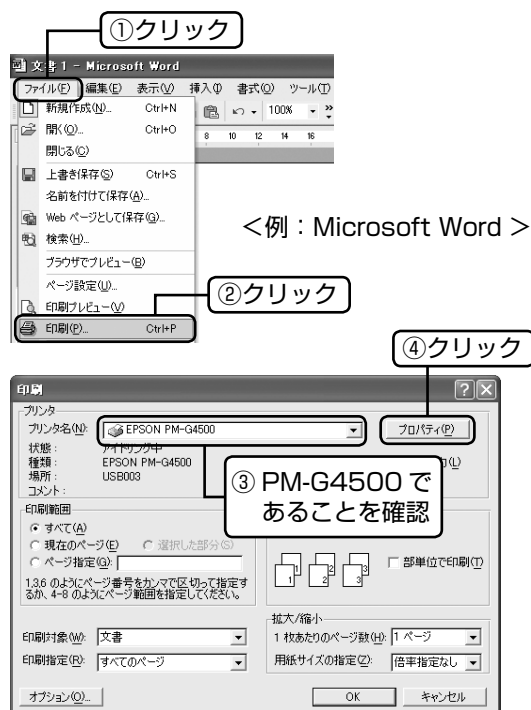 ①クリック
文書 1 - Microsoft Word
ファイル(F) 編集(E) 表示(V) 挿入(I) 書式(O) ツール(T)
新規作成(N)... Ctrl+N
100%
開く(O)... Ctrl+O
8 10 12 14 16
閉じる(C)
上書き保存(S) Ctrl+S
名前を付けて保存(A)...
Web ページとして保存(G)...
検索(H)...
<例：Microsoft Word >
ブラウザでプレビュー(B)
ページ設定(U)...
②クリック
印刷プレビュー(V)
印刷(P)... Ctrl+P
④クリック
印刷
プリンタ
プリンタ名(N): EPSON PM-G4500 プロパティ(P)
状態： アイドリング中
種類： EPSON PM-G4500
(L)
場所： USB003
コメント：
③ PM-G4500 で
あることを確認
印刷範囲
すべて(A)
現在のページ(E) 選択した部分(S)
ページ指定(G):
1,3,6 のようにページ番号をカンマで区切って指定す
るか、4-8 のようにページ範囲を指定してください。
1 1 2 2 3 3
部単位で印刷(T)
拡大/縮小
印刷対象(W): 文書 1 枚あたりのページ数(H): 1 ページ
印刷指定(R): すべてのページ 用紙サイズの指定(Z): 倍率指定なし
オプション(O)... OK キャンセル